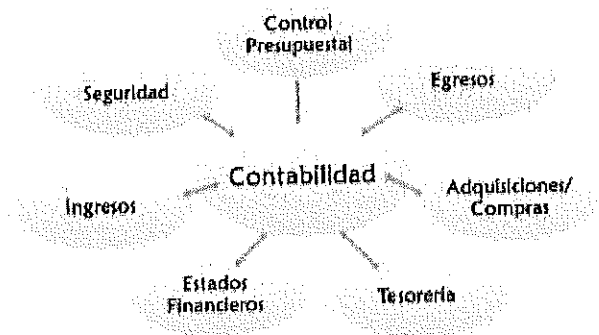 Control
Presupuestal
Seguridad
Egresos
Contabilidad
Ingresos
Adquisiciones/
Compras
Estados
Financieros
Tesorería